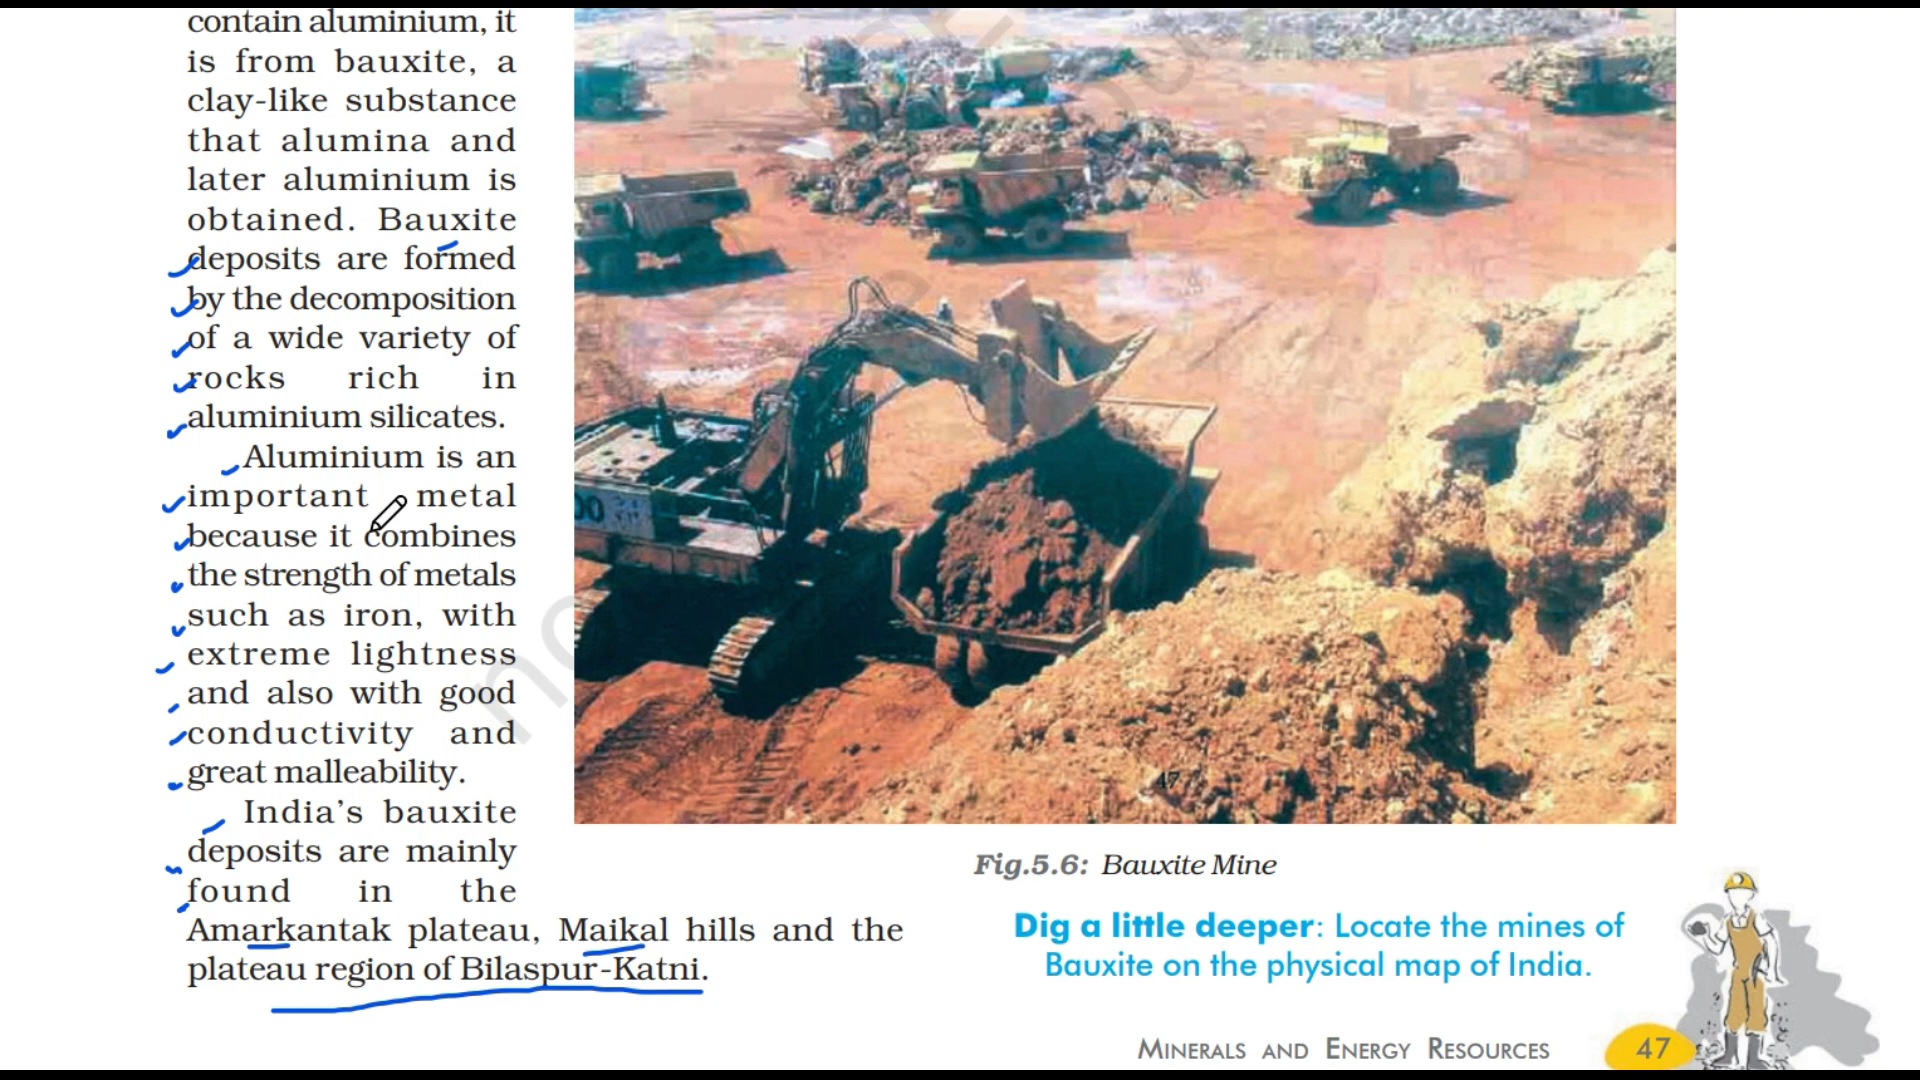 contain aluminium, it
is from bauxite, a
clay-like substance
that alumina and
later aluminium is
obtained. Bauxite
deposits are formed
by the decomposition
of a wide variety of
rocks rich in
aluminium silicates.
Aluminium is an
important metal
because it combines
the strength of metals
such as iron, with
extreme lightness
and also with good
conductivity and
great malleability.
India's bauxite
deposits are mainly
found in the
Amarkantak plateau, Maikal hills and the
plateau region of Bilaspur-Katni.
47
Fig.5.6: Bauxite Mine
Dig a little deeper: Locate the mines of
Bauxite on the physical map of India.
MINERALS AND ENERGY RESOURCES 47